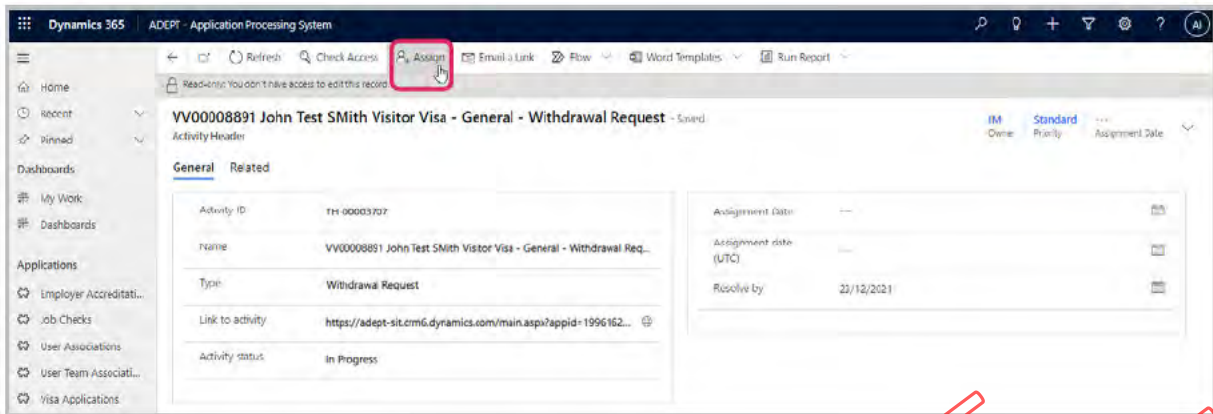 Dynamics 365 ADEPT - Application Processing System ? AI
Refresh Check Access Assign Email a Link Flow Word Templates Run Report
Read-only: You don't have access to edit this record.
Home
Recent
Pinned
Dashboards
My Work
Dashboards
Applications
Employer Accreditati...
Job Checks
User Associations
User Team Associati...
Visa Applications
VV00008891 John Test SMith Visitor Visa - General - Withdrawal Request - Saved
Activity Header
IM Standard ---
Owner Priority Assignment Date
General Related
Activity ID TH-00003707
Name VV00008891 John Test SMith Vistor Visa - General - Withdrawal Req...
Type Withdrawal Request
Link to activity https://adept-sit.crm6.dynamics.com/main.aspx?appid=1996162...
Activity status In Progress
Assignment Date ---
Assignment date ---
(UTC)
Resolve by 23/12/2021